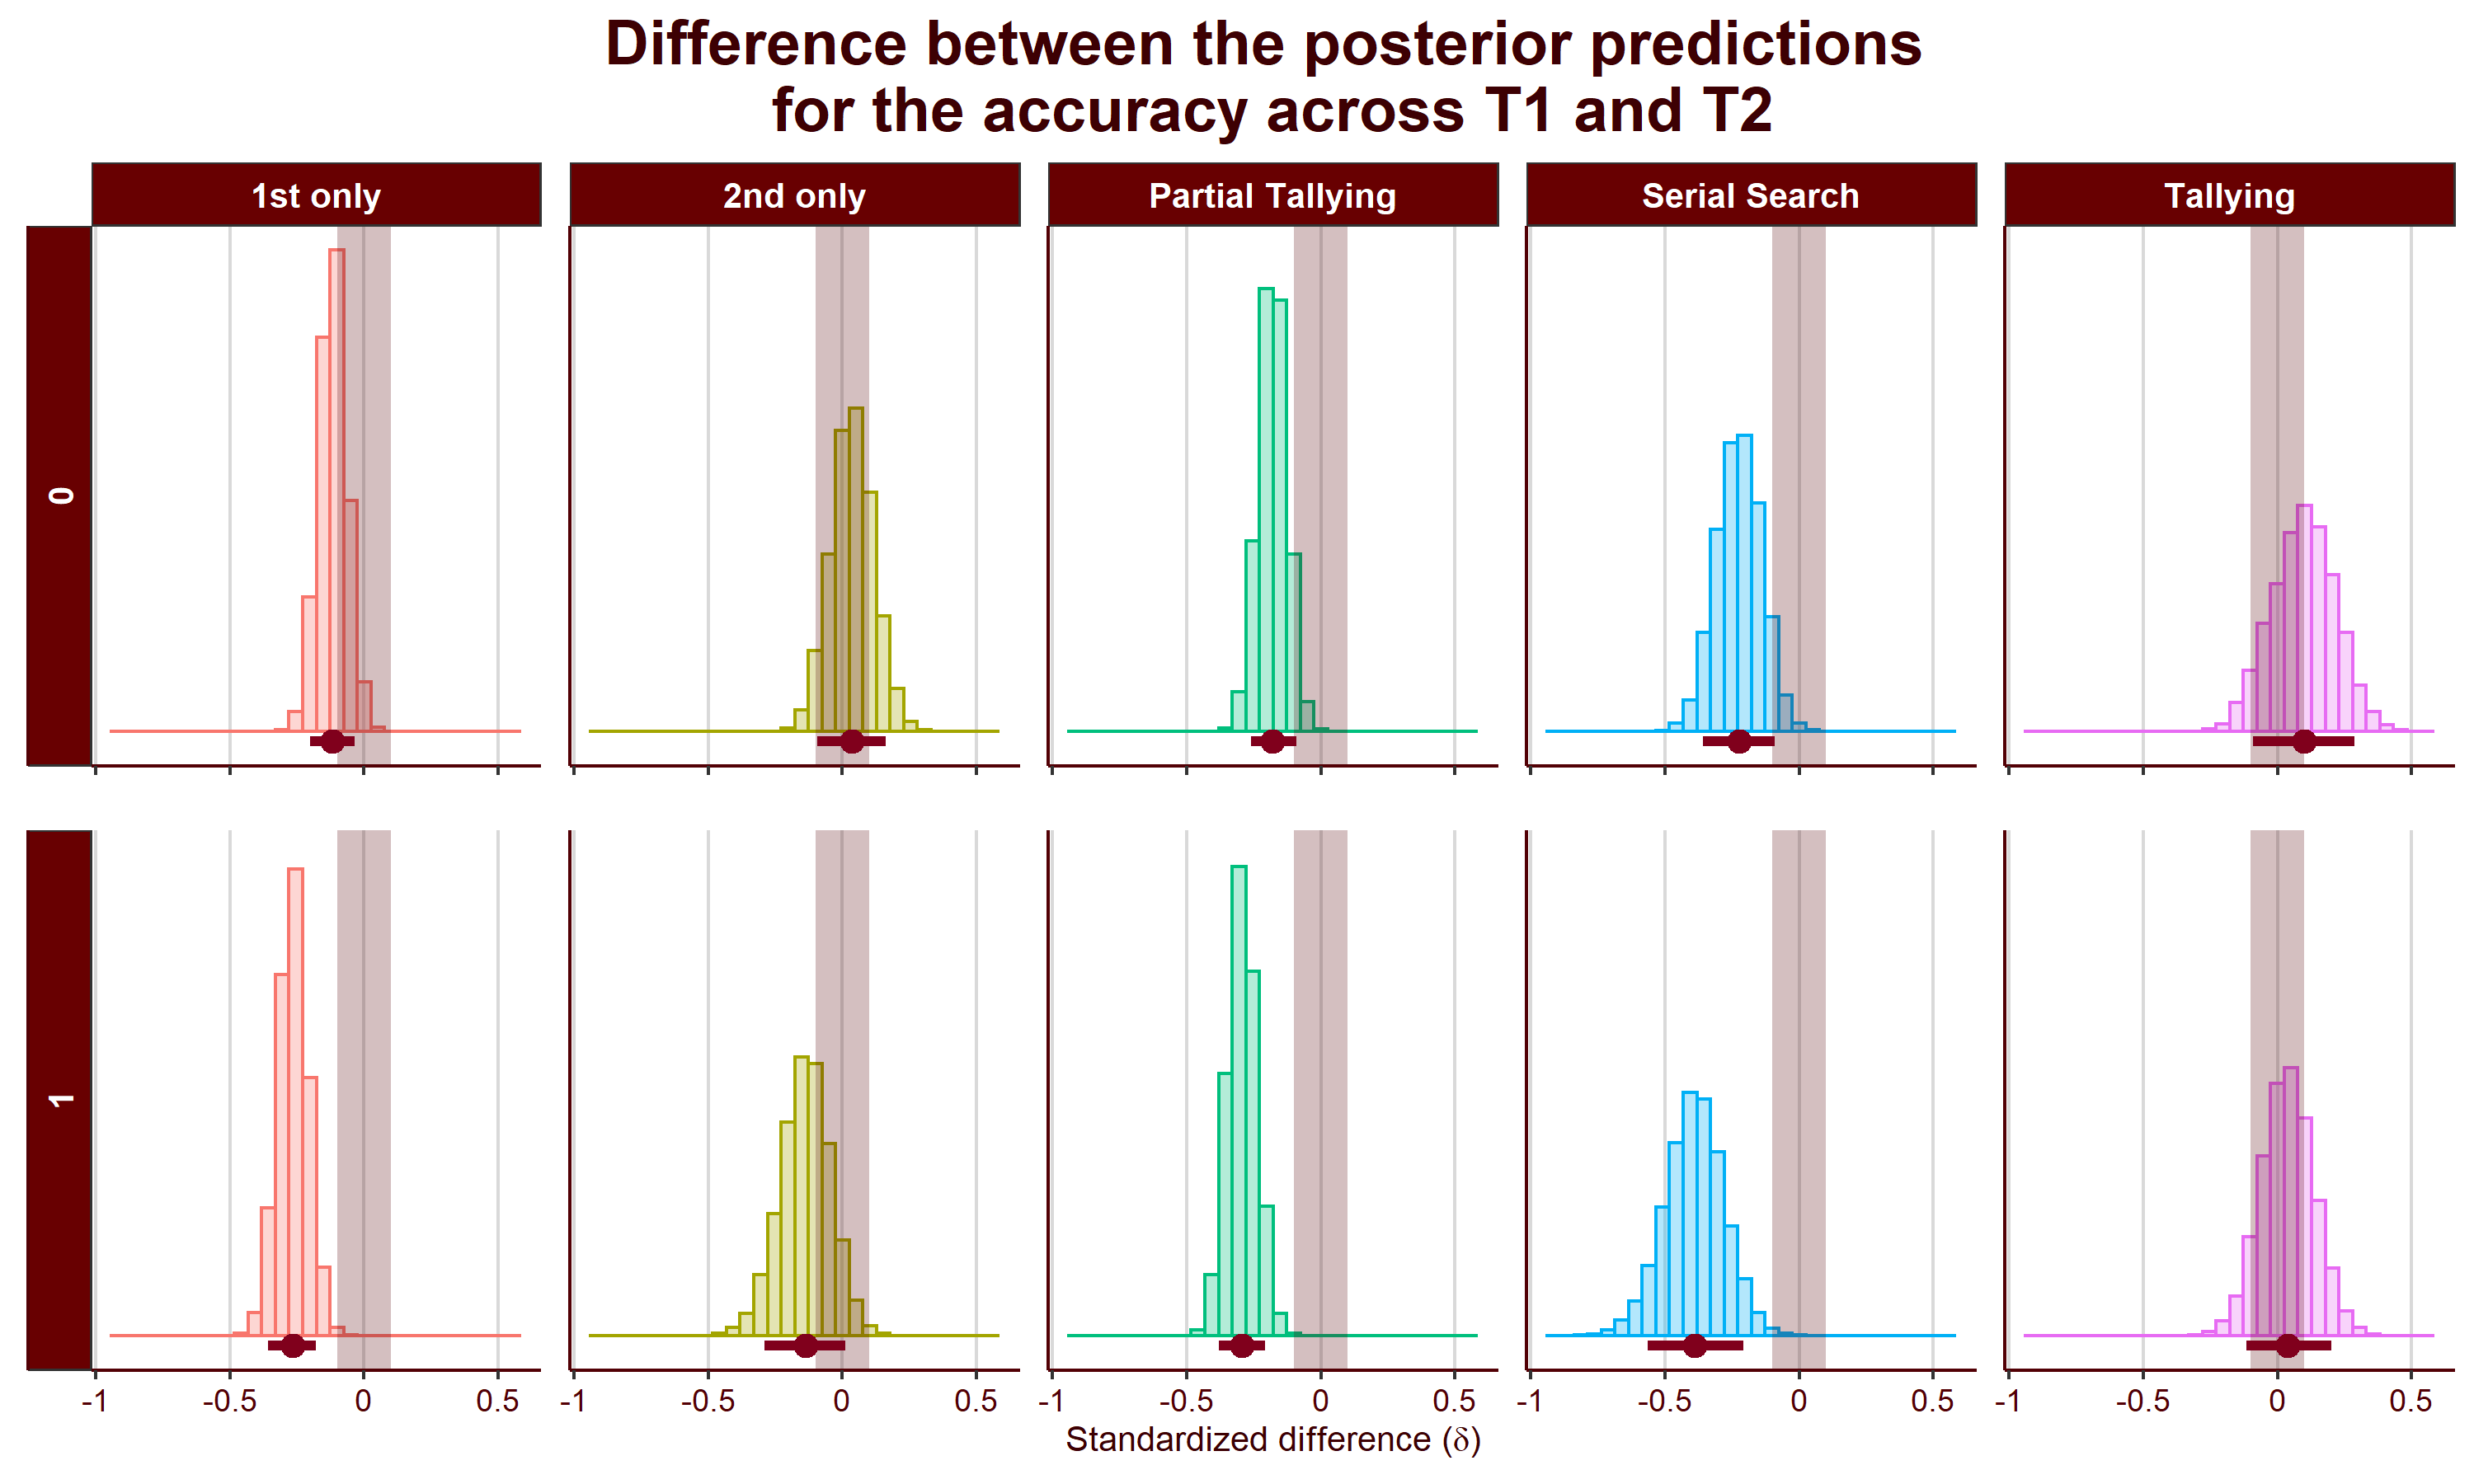 Difference between the posterior predictions
for the accuracy across T1 and T2
1st only
2nd only
Partial Tallying
Serial Search
Tallying
0
1
-1 -0.5 0 0.5 -1 -0.5 0 0.5 -1 -0.5 0 0.5 -1 -0.5 0 0.5 -1 -0.5 0 0.5
Standardized difference (δ)